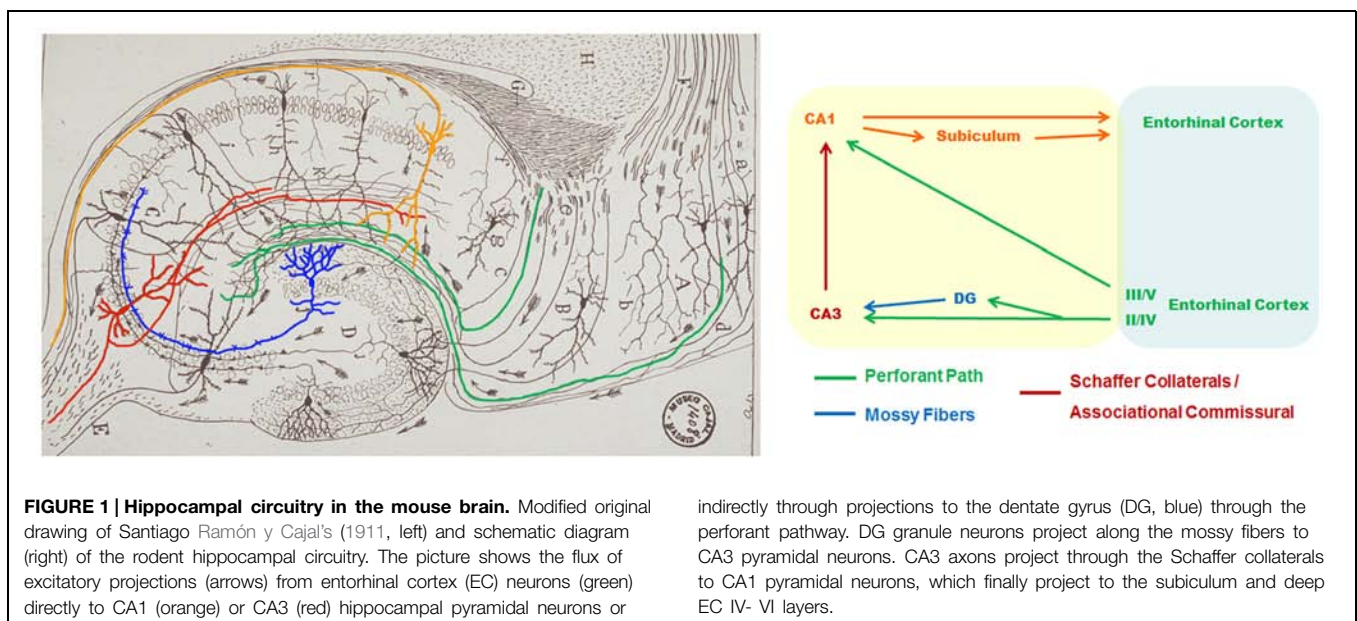 H
G
F
a
r
f
K
C
e
g
c
A
B
b
d
D
E
MUSEO CAJAL
MADRID
CA1
Subiculum
Entorhinal Cortex
III/V
Entorhinal Cortex
II/IV
DG
CA3
Perforant Path
Mossy Fibers
Schaffer Collaterals /
Associational Commissural
FIGURE 1 | Hippocampal circuitry in the mouse brain. Modified original
drawing of Santiago Ramón y Cajal's (1911, left) and schematic diagram
(right) of the rodent hippocampal circuitry. The picture shows the flux of
excitatory projections (arrows) from entorhinal cortex (EC) neurons (green)
directly to CA1 (orange) or CA3 (red) hippocampal pyramidal neurons or
indirectly through projections to the dentate gyrus (DG, blue) through the
perforant pathway. DG granule neurons project along the mossy fibers to
CA3 pyramidal neurons. CA3 axons project through the Schaffer collaterals
to CA1 pyramidal neurons, which finally project to the subiculum and deep
EC IV- VI layers.